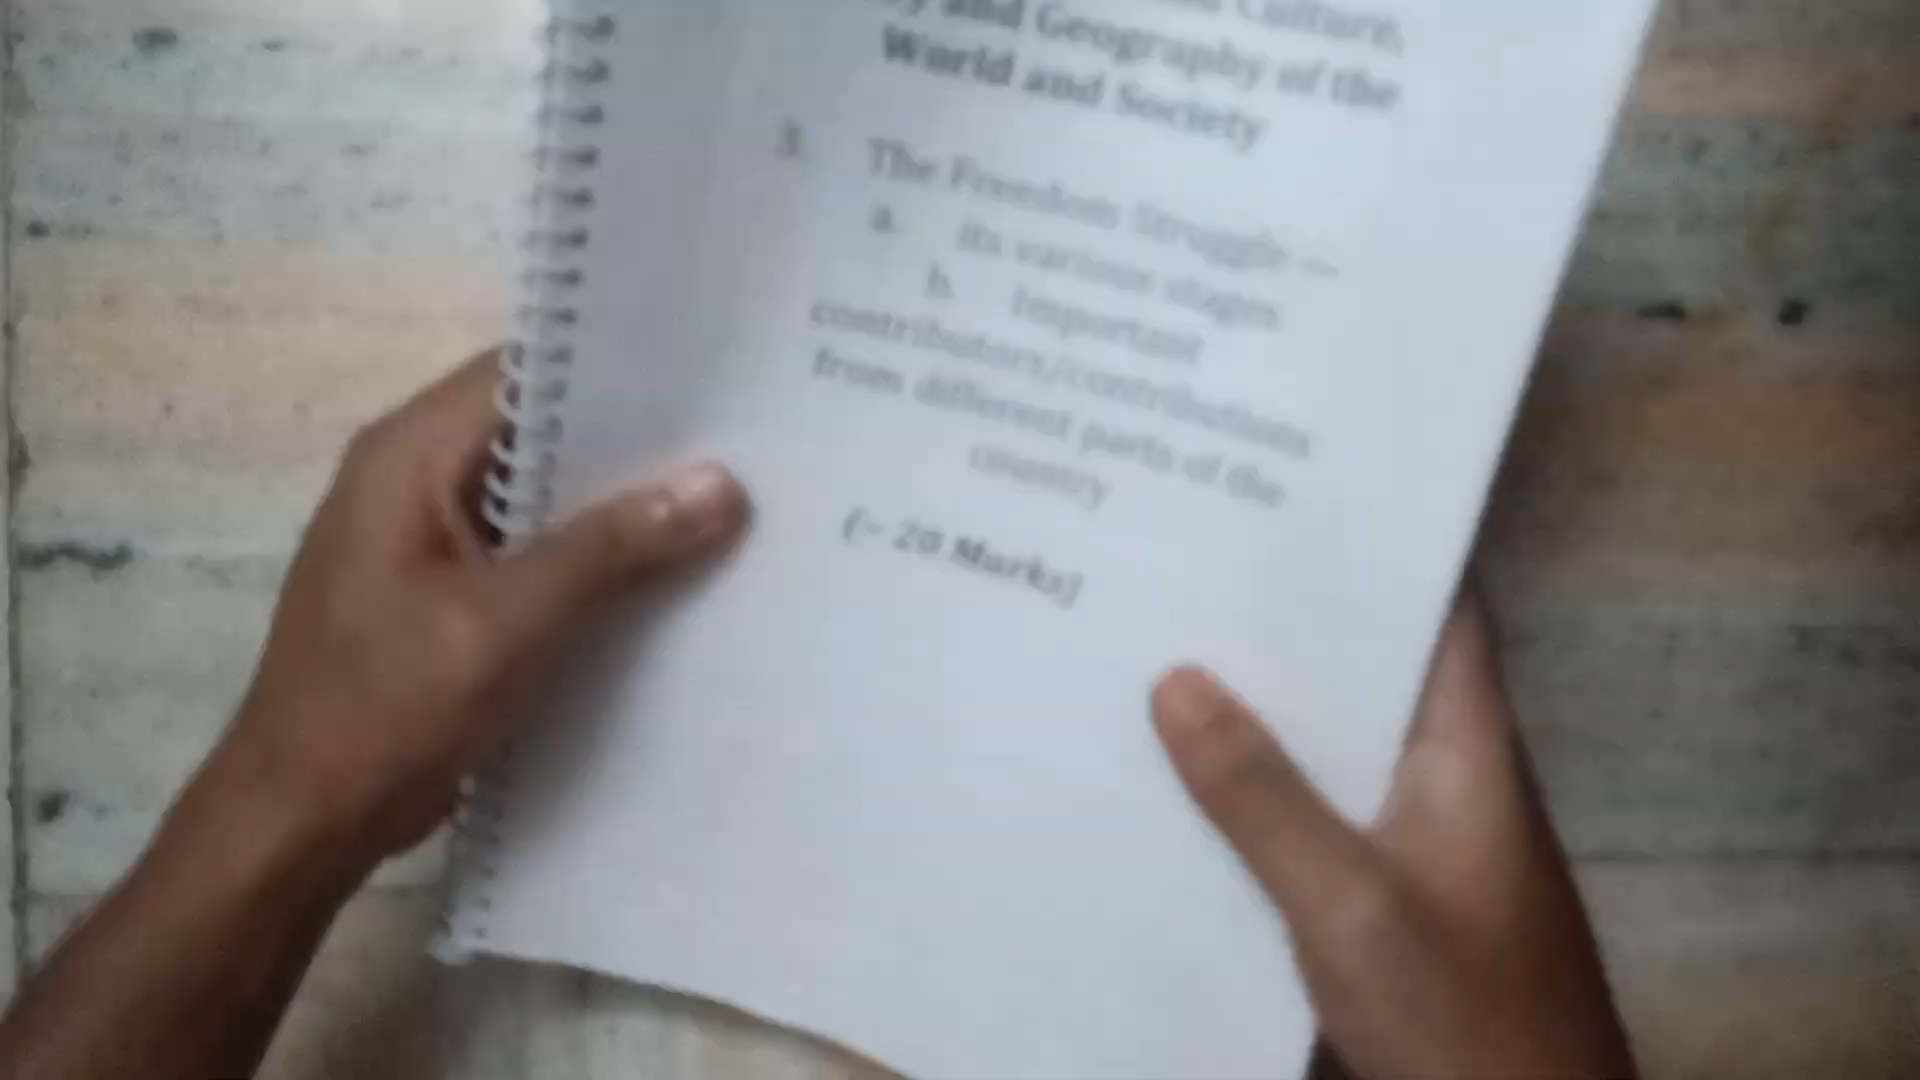 Culture,
and Geography of the
World and Society
3. The Freedom Struggle —
a. its various stages
b. Important
contributors/contributions
from different parts of the
country
(~ 20 Marks)